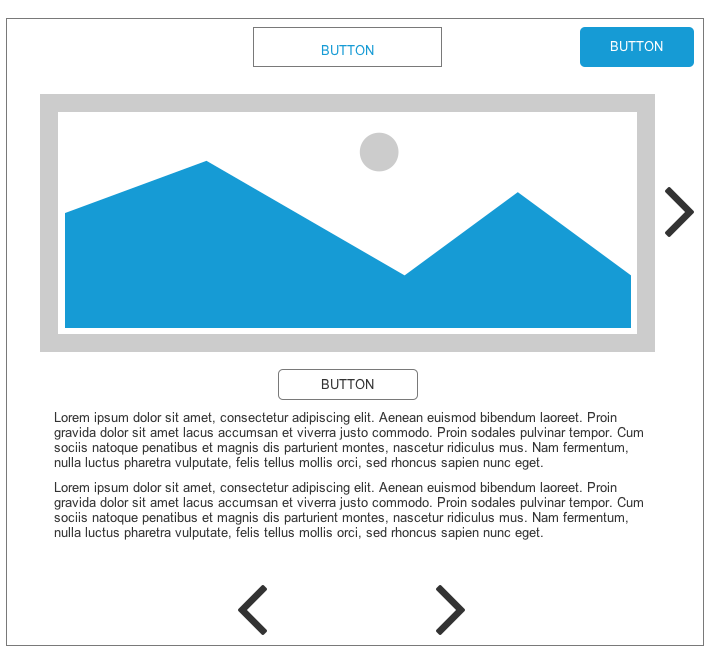 BUTTON
BUTTON
BUTTON
Lorem ipsum dolor sit amet, consectetur adipiscing elit. Aenean euismod bibendum laoreet. Proin
gravida dolor sit amet lacus accumsan et viverra justo commodo. Proin sodales pulvinar tempor. Cum
sociis natoque penatibus et magnis dis parturient montes, nascetur ridiculus mus. Nam fermentum,
nulla luctus pharetra vulputate, felis tellus mollis orci, sed rhoncus sapien nunc eget.
Lorem ipsum dolor sit amet, consectetur adipiscing elit. Aenean euismod bibendum laoreet. Proin
gravida dolor sit amet lacus accumsan et viverra justo commodo. Proin sodales pulvinar tempor. Cum
sociis natoque penatibus et magnis dis parturient montes, nascetur ridiculus mus. Nam fermentum,
nulla luctus pharetra vulputate, felis tellus mollis orci, sed rhoncus sapien nunc eget.